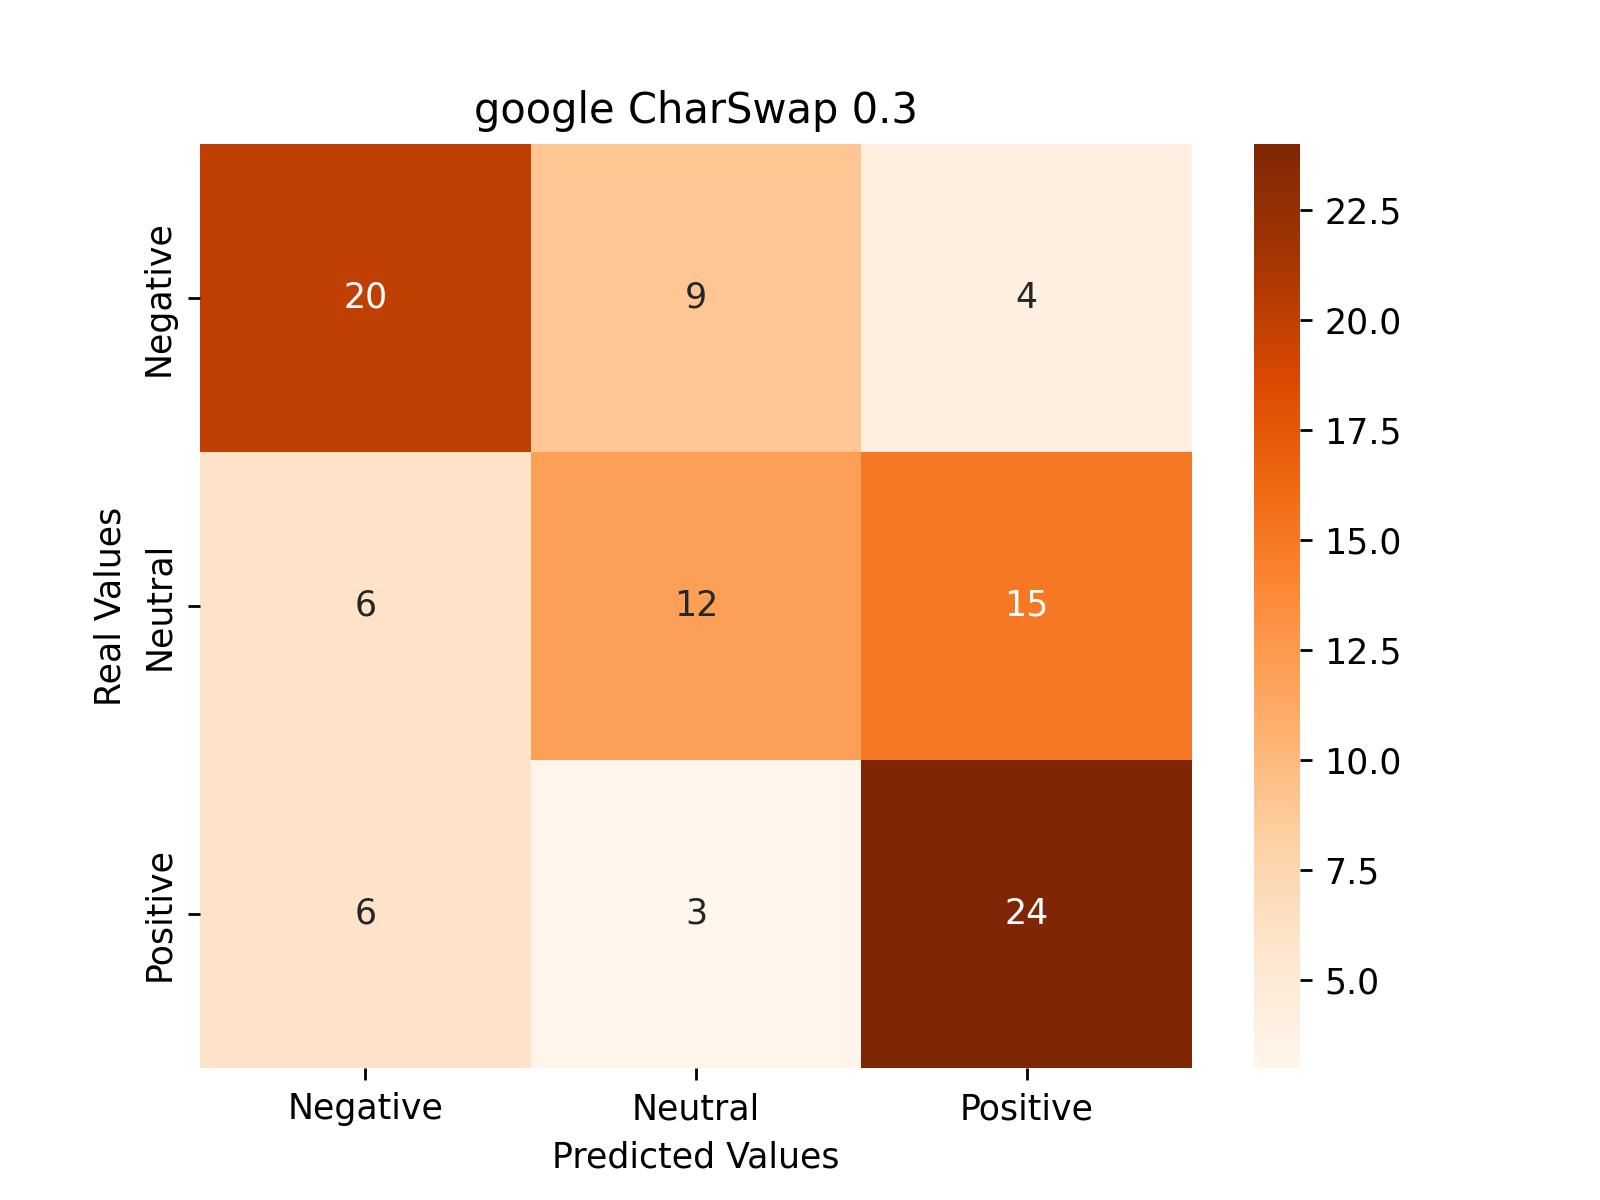 google CharSwap 0.3
Real Values
Negative
20 9 4
Neutral
6 12 15
Positive
6 3 24
Negative Neutral Positive
Predicted Values
22.5
20.0
17.5
15.0
12.5
10.0
7.5
5.0